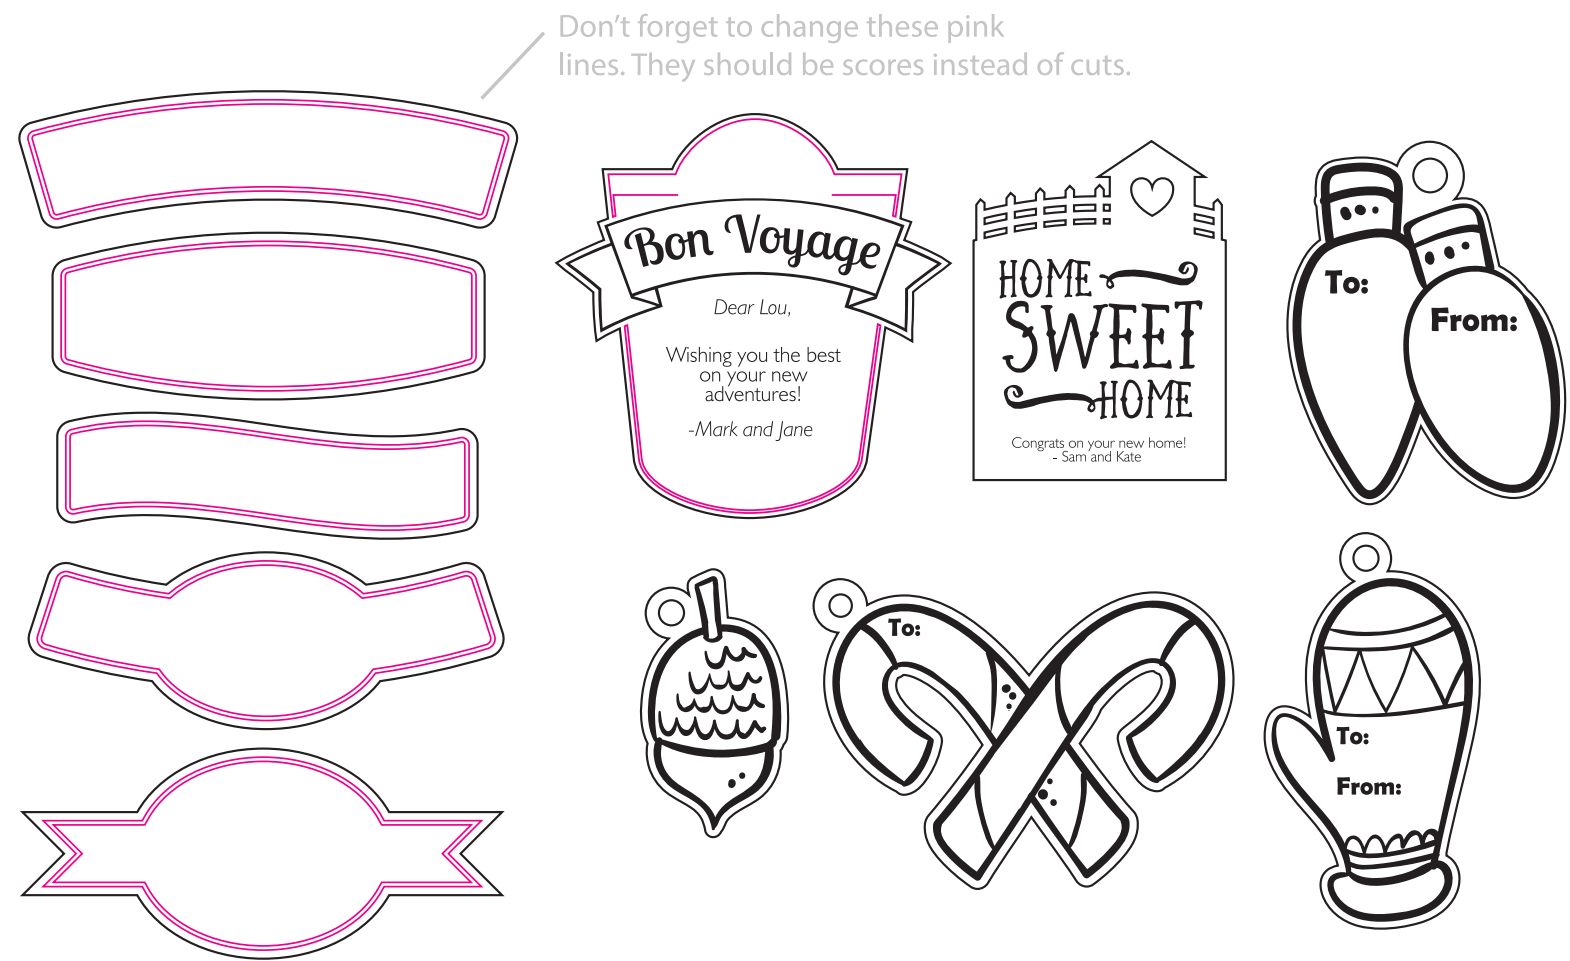 Don't forget to change these pink
lines. They should be scores instead of cuts.
Bon Voyage
Dear Lou,
Wishing you the best
on your new
adventures!
-Mark and Jane
HOME
SWEET
HOME
Congrats on your new home!
- Sam and Kate
To:
From:
To:
To:
From: